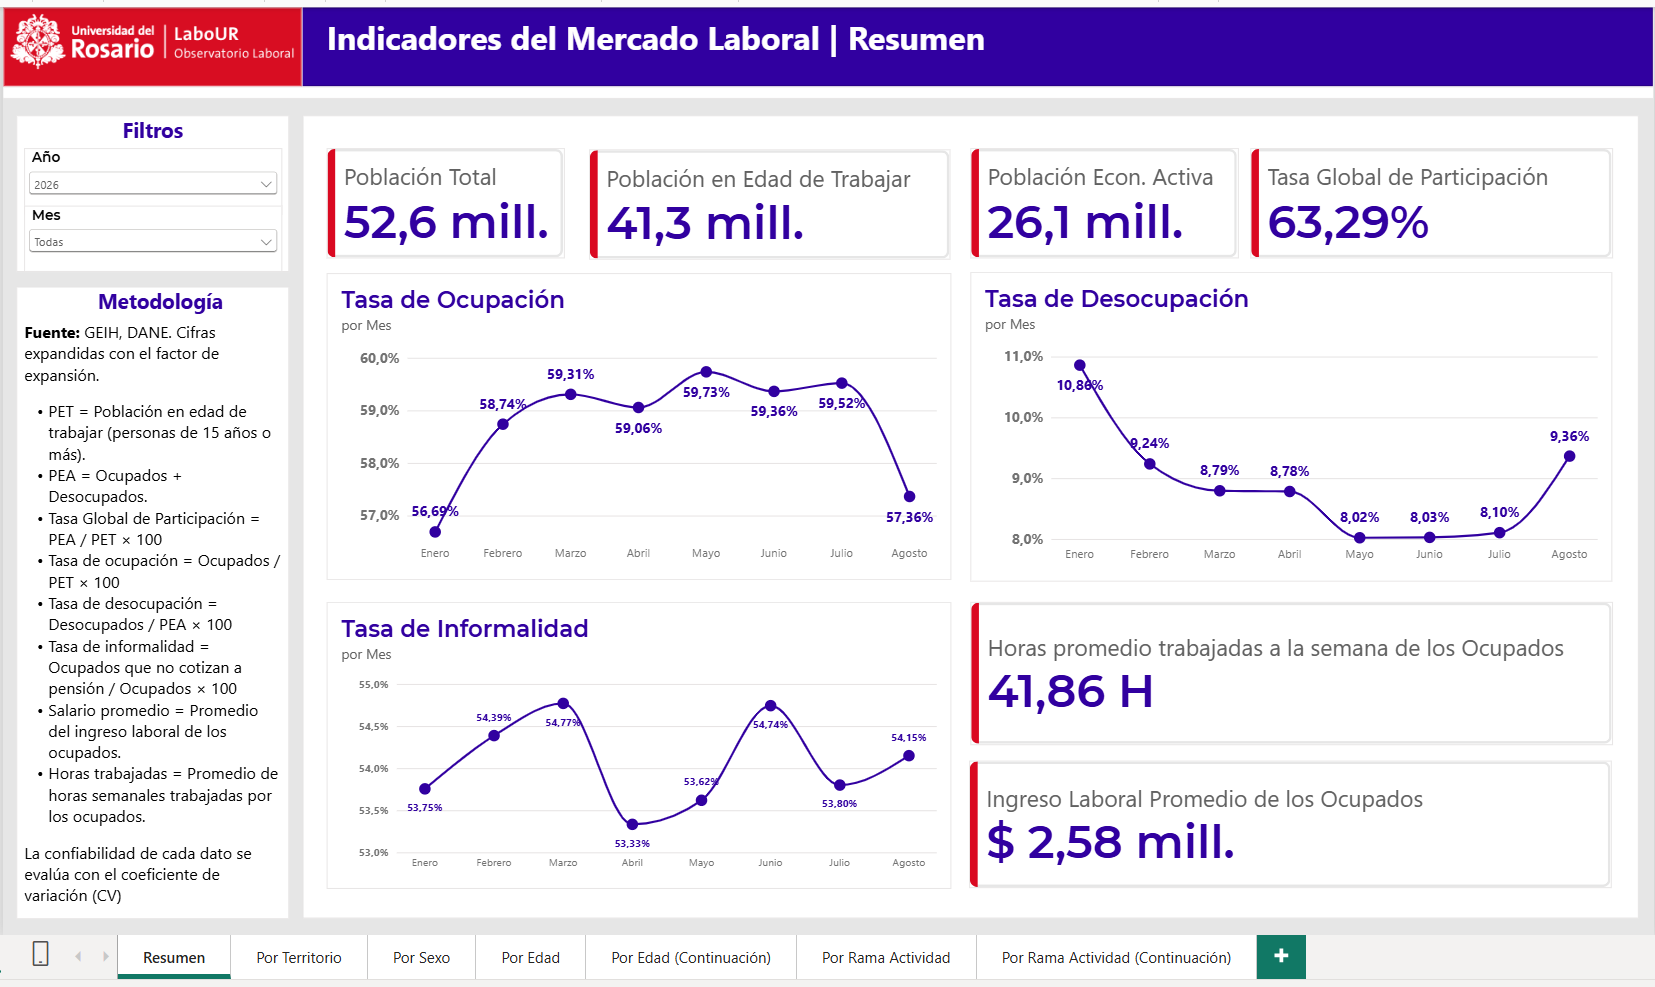 Universidad del
Rosario
LaboUR
Observatorio Laboral
Indicadores del Mercado Laboral | Resumen
Filtros
Año
2026
Mes
Todas
Metodología
Fuente: GEIH, DANE. Cifras
expandidas con el factor de
expansión.
• PET = Población en edad de
trabajar (personas de 15 años o
más).
• PEA = Ocupados +
Desocupados.
• Tasa Global de Participación =
PEA / PET × 100
• Tasa de ocupación = Ocupados /
PET × 100
• Tasa de desocupación =
Desocupados / PEA × 100
• Tasa de informalidad =
Ocupados que no cotizan a
pensión / Ocupados × 100
• Salario promedio = Promedio
del ingreso laboral de los
ocupados.
• Horas trabajadas = Promedio de
horas semanales trabajadas por
los ocupados.
La confiabilidad de cada dato se
evalúa con el coeficiente de
variación (CV)
Población Total
52,6 mill.
Población en Edad de Trabajar
41,3 mill.
Población Econ. Activa
26,1 mill.
Tasa Global de Participación
63,29%
Tasa de Ocupación
por Mes
60,0%
59,0%
58,0%
57,0%
56,69%
58,74%
59,31%
59,06%
59,73%
59,36%
59,52%
57,36%
Enero Febrero Marzo Abril Mayo Junio Julio Agosto
Tasa de Desocupación
por Mes
11,0%
10,0%
9,0%
8,0%
10,86%
9,24%
8,79%
8,78%
8,02%
8,03%
8,10%
9,36%
Enero Febrero Marzo Abril Mayo Junio Julio Agosto
Tasa de Informalidad
por Mes
55,0%
54,5%
54,0%
53,5%
53,0%
53,75%
54,39%
54,77%
53,33%
53,62%
54,74%
53,80%
54,15%
Enero Febrero Marzo Abril Mayo Junio Julio Agosto
Horas promedio trabajadas a la semana de los Ocupados
41,86 H
Ingreso Laboral Promedio de los Ocupados
$ 2,58 mill.
Resumen Por Territorio Por Sexo Por Edad Por Edad (Continuación) Por Rama Actividad Por Rama Actividad (Continuación) +